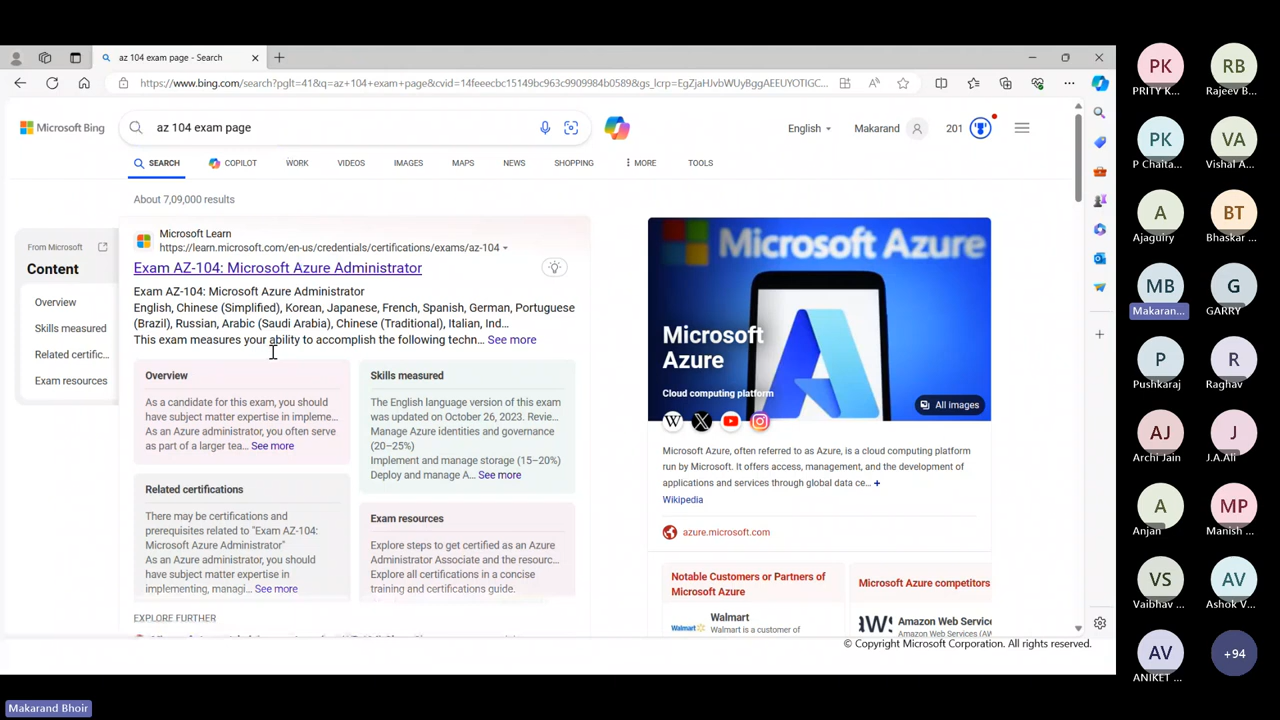 az 104 exam page - Search
https://www.bing.com/search?pglt=41&q=az+104+exam+page&cvid=14feeecbc15149bc963c9909984b0589&gs_lcrp=EgZjaHJvbWUyBggAEEUYOTIGC...
Microsoft Bing
az 104 exam page
English
Makarand
201
SEARCH
COPILOT
WORK
VIDEOS
IMAGES
MAPS
NEWS
SHOPPING
MORE
TOOLS
About 7,09,000 results
From Microsoft
Content
Overview
Skills measured
Related certific...
Exam resources
Microsoft Learn
https://learn.microsoft.com/en-us/credentials/certifications/exams/az-104
Exam AZ-104: Microsoft Azure Administrator
Exam AZ-104: Microsoft Azure Administrator
English, Chinese (Simplified), Korean, Japanese, French, Spanish, German, Portuguese
(Brazil), Russian, Arabic (Saudi Arabia), Chinese (Traditional), Italian, Ind...
This exam measures your ability to accomplish the following techn... See more
Overview
As a candidate for this exam, you should
have subject matter expertise in impleme...
As an Azure administrator, you often serve
as part of a larger tea... See more
Skills measured
The English language version of this exam
was updated on October 26, 2023. Revie...
Manage Azure identities and governance
(20–25%)
Implement and manage storage (15–20%)
Deploy and manage A... See more
Related certifications
There may be certifications and
prerequisites related to "Exam AZ-104:
Microsoft Azure Administrator"
As an Azure administrator, you should
have subject matter expertise in
implementing, managi... See more
Exam resources
Explore steps to get certified as an Azure
Administrator Associate and the resourc...
Explore all certifications in a concise
training and certifications guide.
EXPLORE FURTHER
Microsoft Azure
Microsoft
Azure
Cloud computing platform
All images
Microsoft Azure, often referred to as Azure, is a cloud computing platform
run by Microsoft. It offers access, management, and the development of
applications and services through global data ce... +
Wikipedia
azure.microsoft.com
Notable Customers or Partners of
Microsoft Azure
Walmart
Walmart
Walmart is a customer of
Microsoft Azure competitors
aws
Amazon Web Service
Amazon Web Services (AW
© Copyright Microsoft Corporation. All rights reserved.
PK
PRITY K...
RB
Rajeev B...
PK
P Chaita...
VA
Vishal A...
A
Ajaguiry
BT
Bhaskar ...
MB
Makaran...
G
GARRY
P
Pushkaraj
R
Raghav
AJ
Archi Jain
J
J.A.Ali
A
Anjan
MP
Manish ...
VS
Vaibhav ...
AV
Ashok V...
AV
ANIKET ...
+94
Makarand Bhoir